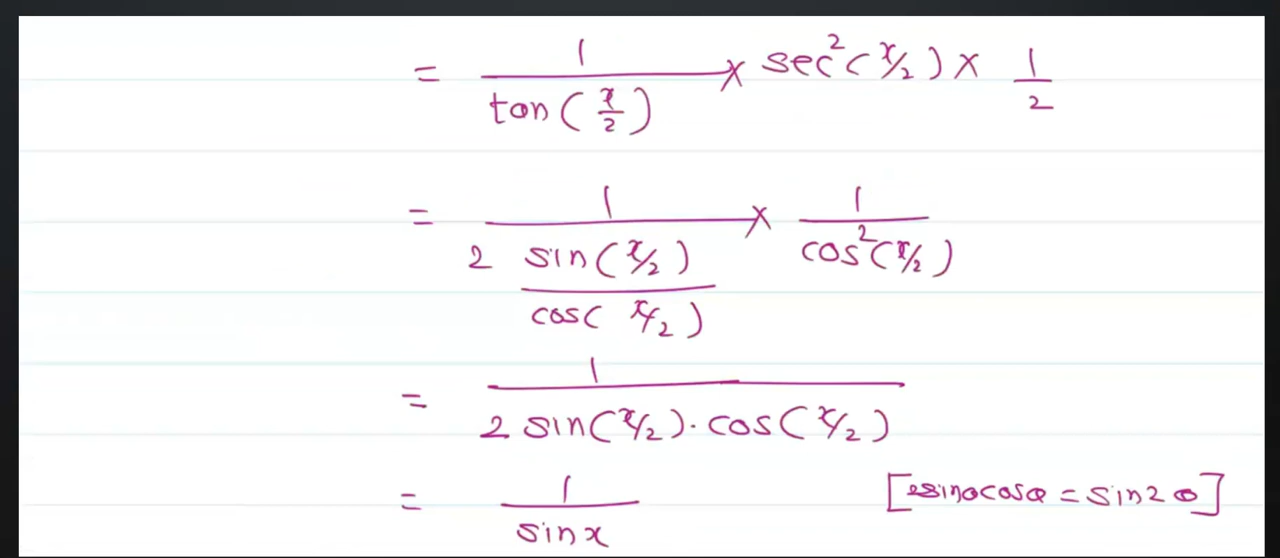 = 1/tan(x/2) × sec²(x/2) × 1/2
= 1/(2 sin(x/2)/cos(x/2)) × 1/cos²(x/2)
= 1/(2 sin(x/2)·cos(x/2))
= 1/sinx [2sinθcosθ = sin2θ]